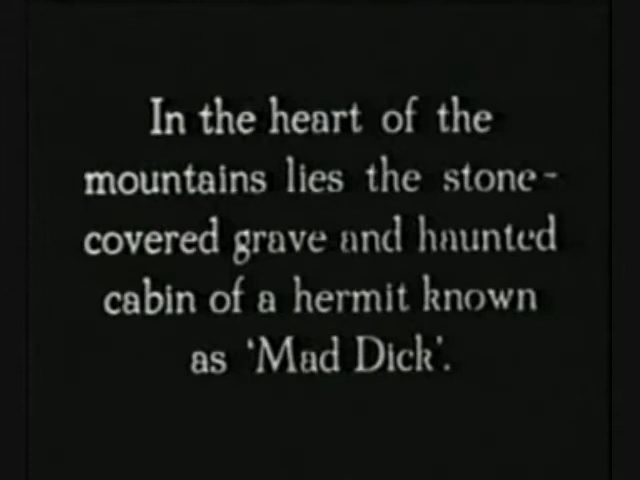 In the heart of the
mountains lies the stone-
covered grave and haunted
cabin of a hermit known
as 'Mad Dick'.